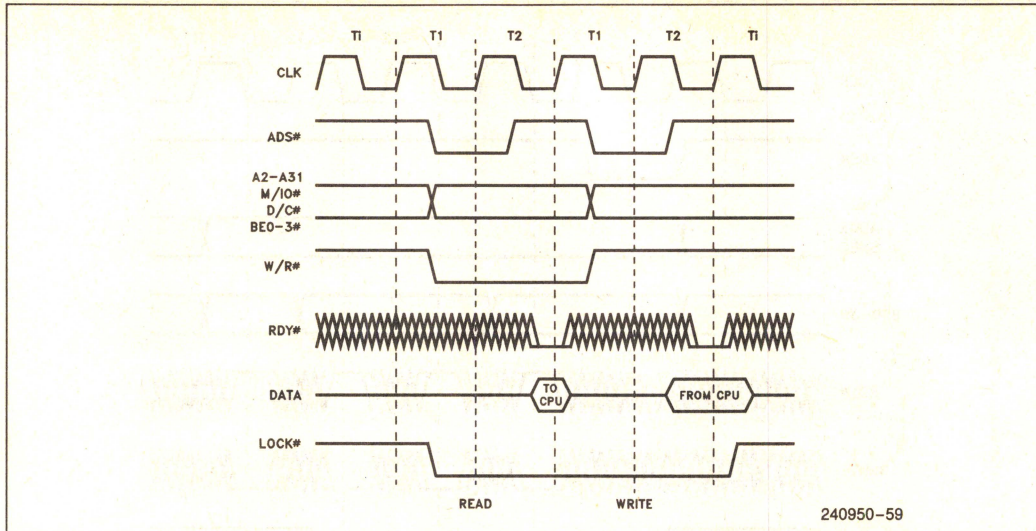 Ti T1 T2 T1 T2 Ti
CLK
ADS#
A2-A31
M/IO#
D/C#
BE0-3#
W/R#
RDY#
DATA
TO
CPU
FROM CPU
LOCK#
READ WRITE
240950-59